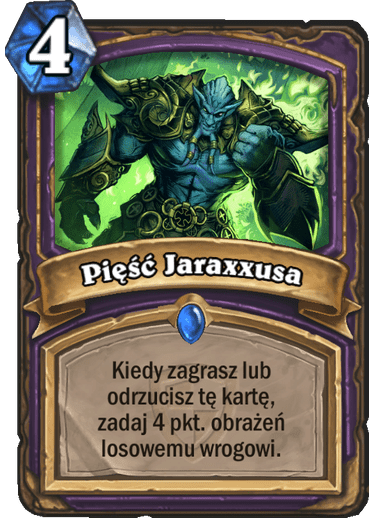 4
Pięść Jaraxxusa
Kiedy zagrasz lub
odrzucisz tę kartę,
zadaj 4 pkt. obrażeń
losowemu wrogowi.